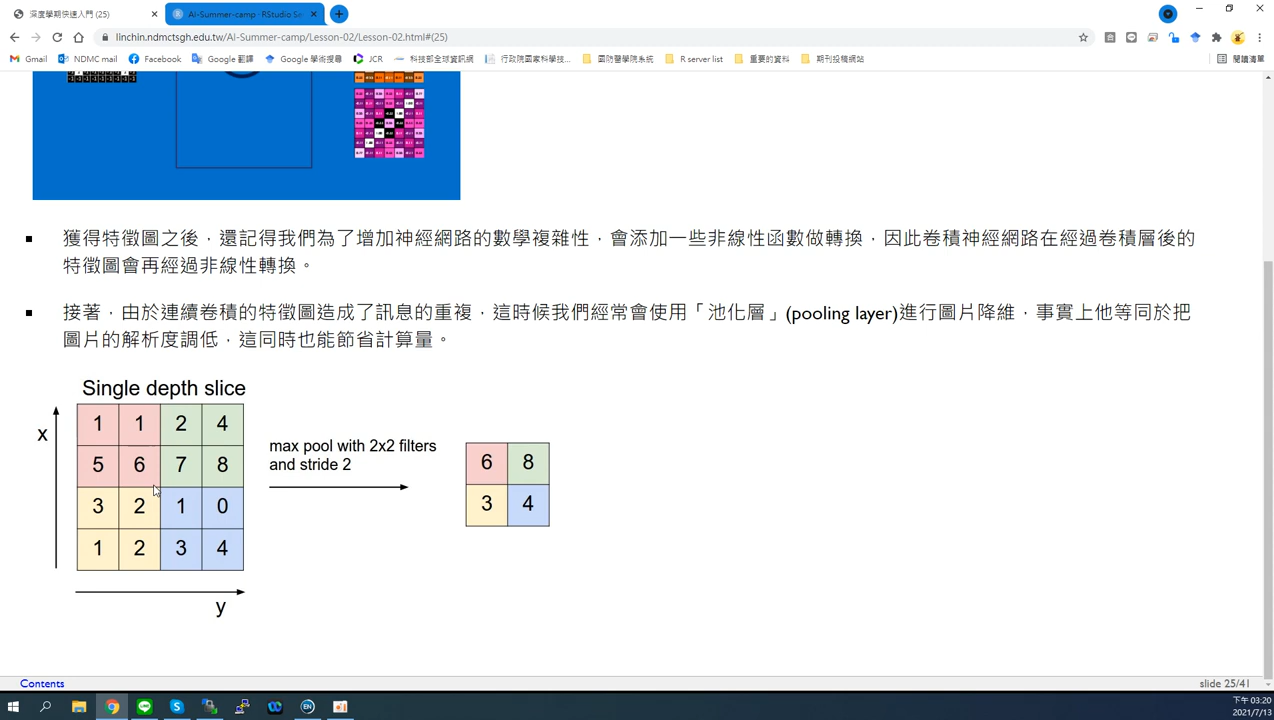 深度學期快速入門 (25)
AI-Summer-camp - RStudio Se
linchin.ndmctsgh.edu.tw/AI-Summer-camp/Lesson-02/Lesson-02.html#(25)
Gmail
NDMC mail
Facebook
Google 翻譯
Google 學術搜尋
JCR
科技部全球資訊網
行政院國家科學技...
國防醫學院系統
R server list
重要的資料
期刊投稿網站
閱讀清單
獲得特徵圖之後，還記得我們為了增加神經網路的數學複雜性，會添加一些非線性函數做轉換，因此卷積神經網路在經過卷積層後的
特徵圖會再經過非線性轉換。
接著，由於連續卷積的特徵圖造成了訊息的重複，這時候我們經常會使用「池化層」(pooling layer)進行圖片降維，事實上他等同於把
圖片的解析度調低，這同時也能節省計算量。
Single depth slice
x
1 1 2 4
5 6 7 8
3 2 1 0
1 2 3 4
y
max pool with 2x2 filters
and stride 2
6 8
3 4
Contents
slide 25/41
下午 03:20
2021/7/13